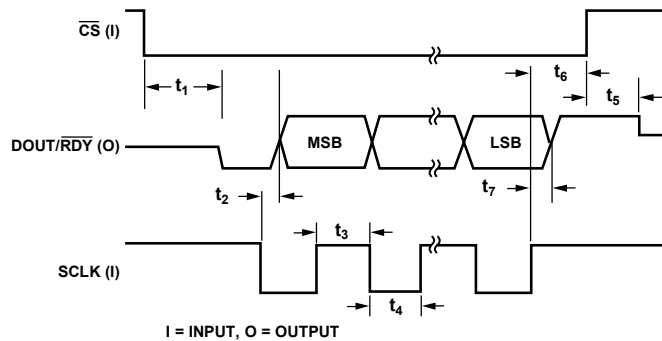 CS (I)
t1
t6
t5
DOUT/RDY (O)
MSB
LSB
t2
t7
t3
SCLK (I)
t4
I = INPUT, O = OUTPUT